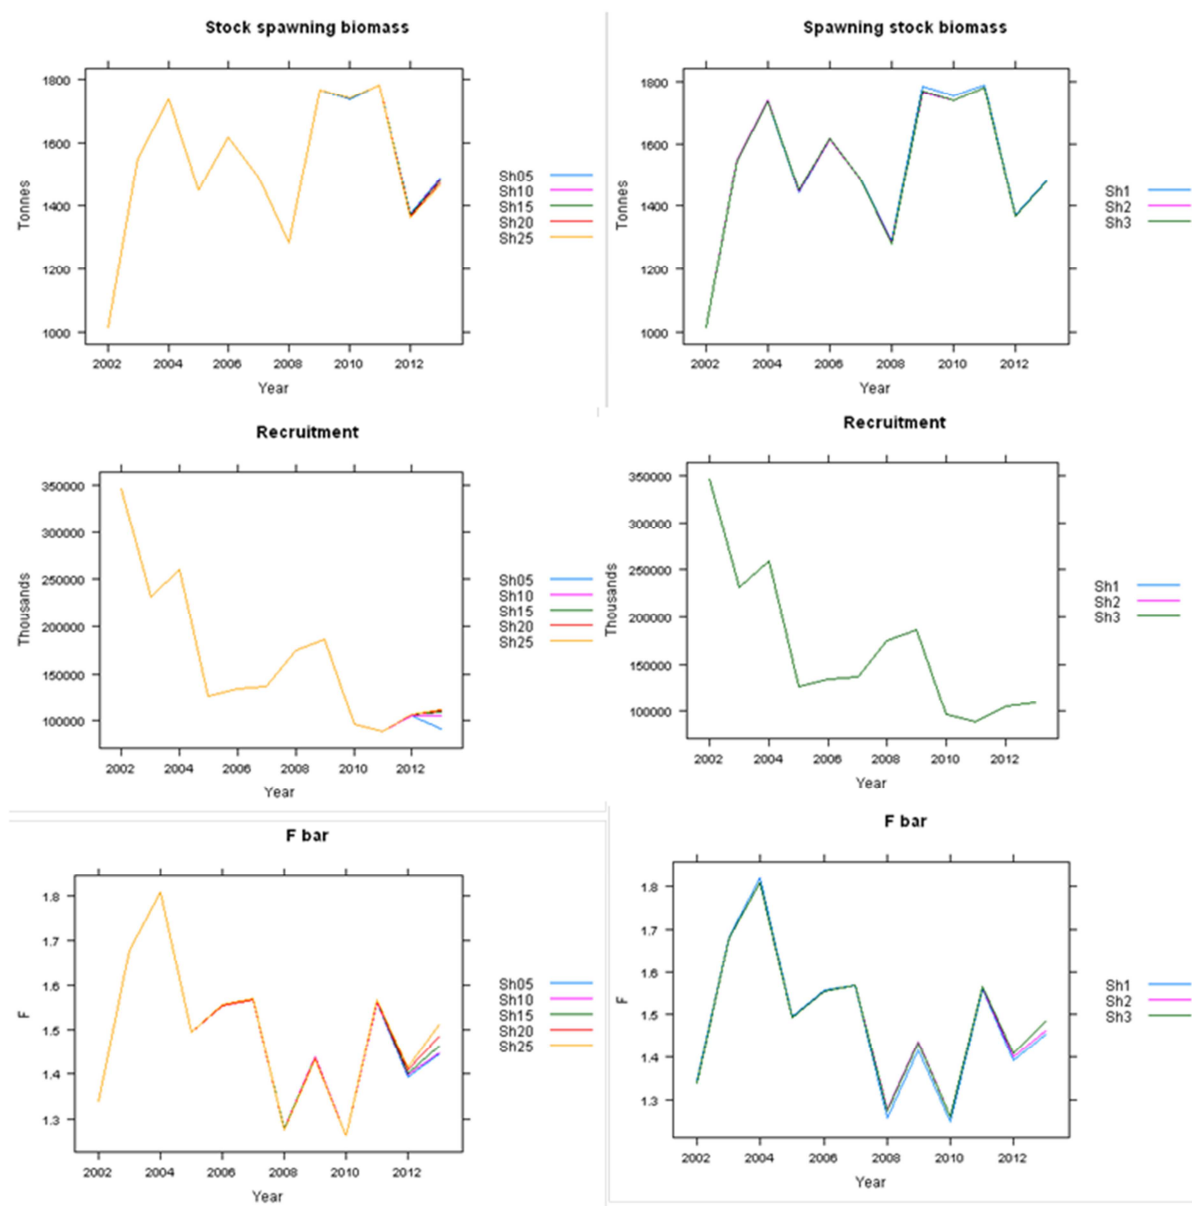 Stock spawning biomass
1800
1600
1400
1200
1000
Tonnes
2002 2004 2006 2008 2010 2012
Year
Sh05
Sh10
Sh15
Sh20
Sh25
Spawning stock biomass
1800
1600
1400
1200
1000
Tonnes
2002 2004 2006 2008 2010 2012
Year
Sh1
Sh2
Sh3
Recruitment
350000
300000
250000
200000
150000
100000
Thousands
2002 2004 2006 2008 2010 2012
Year
Sh05
Sh10
Sh15
Sh20
Sh25
Recruitment
350000
300000
250000
200000
150000
100000
Thousands
2002 2004 2006 2008 2010 2012
Year
Sh1
Sh2
Sh3
F bar
1.8
1.7
1.6
1.5
1.4
1.3
F
2002 2004 2006 2008 2010 2012
Year
Sh05
Sh10
Sh15
Sh20
Sh25
F bar
1.8
1.7
1.6
1.5
1.4
1.3
F
2002 2004 2006 2008 2010 2012
Year
Sh1
Sh2
Sh3